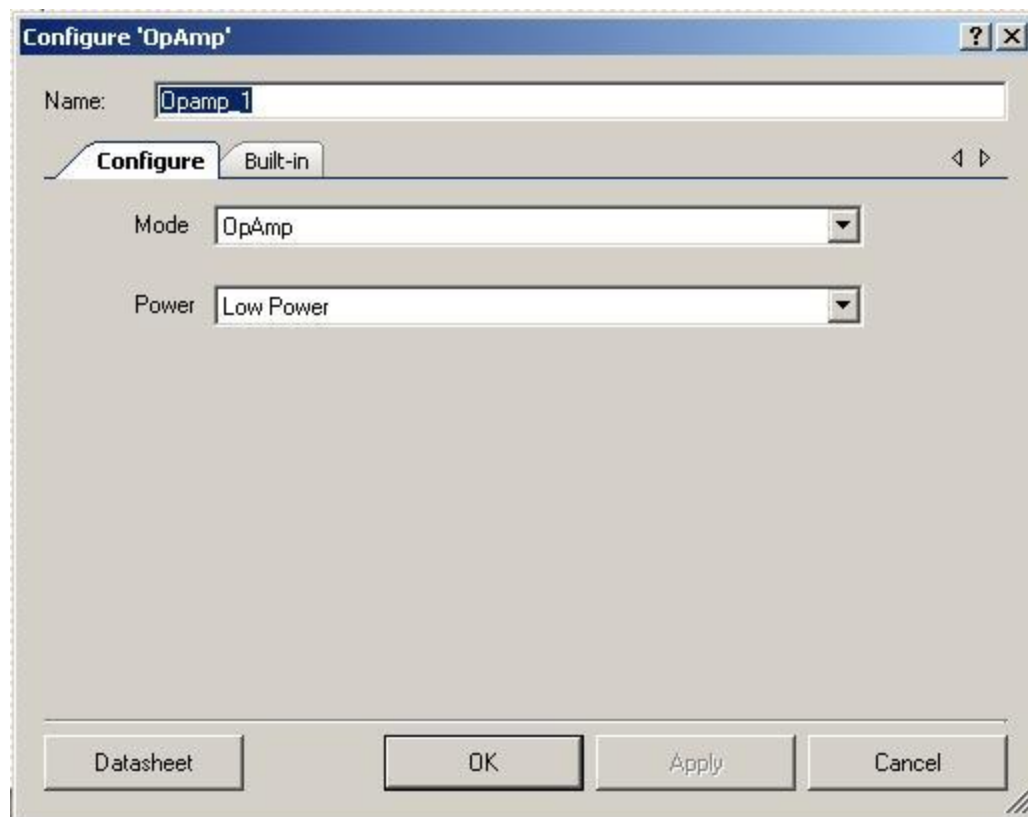 Configure 'OpAmp'
Name: Opamp_1
Configure Built-in
Mode OpAmp
Power Low Power
Datasheet OK Apply Cancel